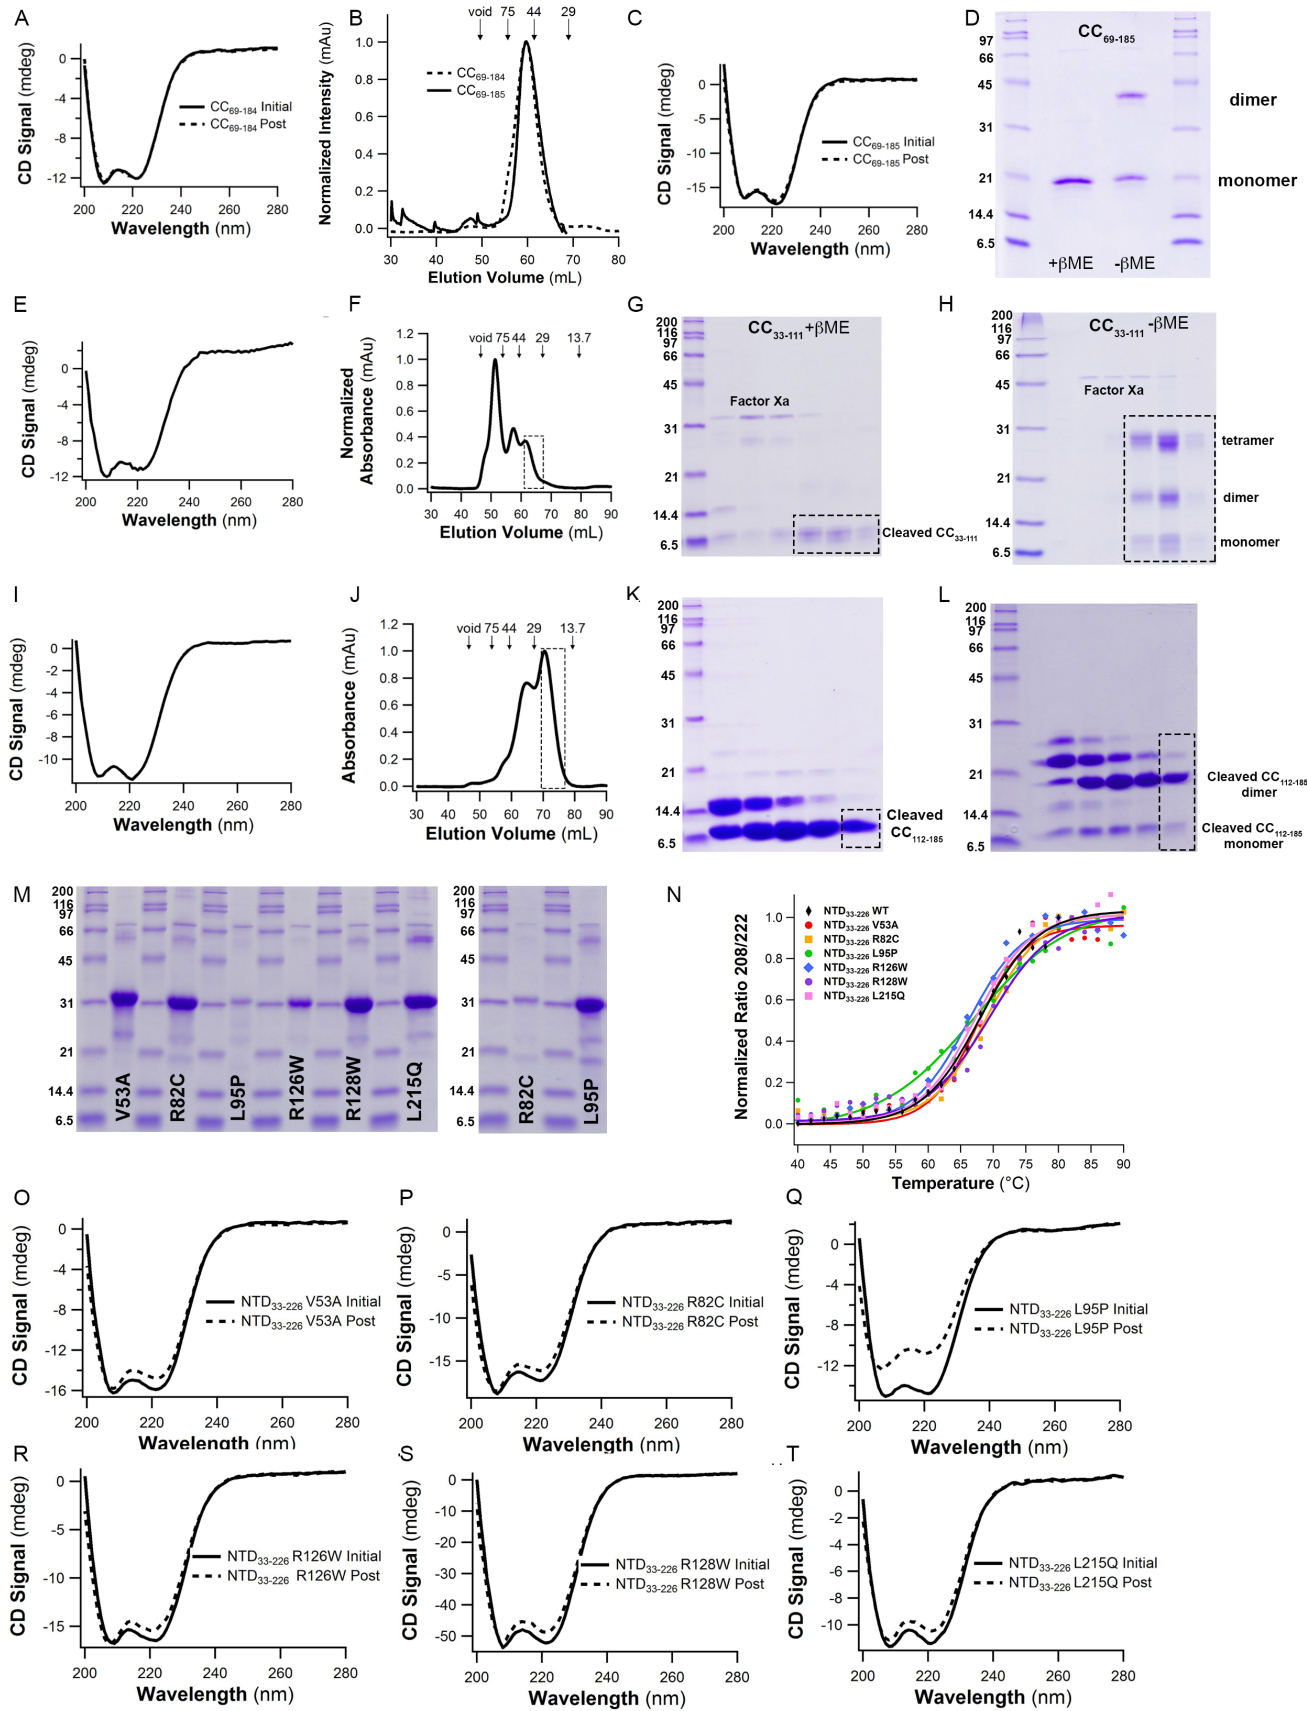 A
CD Signal (mdeg)
0
-4
-8
-12
CC69-184 Initial
CC69-184 Post
200 220 240 260 280
Wavelength (nm)
B
void 75 44 29
Normalized Intensity (mAu)
1.0
0.8
0.6
0.4
0.2
0.0
CC69-184
CC69-185
30 40 50 60 70 80
Elution Volume (mL)
C
CD Signal (mdeg)
0
-5
-10
-15
CC69-185 Initial
CC69-185 Post
200 220 240 260 280
Wavelength (nm)
D
CC69-185
97
66
45
31
21
14.4
6.5
dimer
monomer
+βME -βME
E
CD Signal (mdeg)
0
-4
-8
-12
200 220 240 260 280
Wavelength (nm)
F
Normalized
Absorbance (mAu)
1.2
1.0
0.8
0.6
0.4
0.2
0.0
void 75 44 29 13.7
30 40 50 60 70 80 90
Elution Volume (mL)
G
CC33-111 +βME
200
116
97
66
45
31
21
14.4
6.5
Factor Xa
Cleaved CC33-111
H
CC33-111 -βME
200
116
97
66
45
31
21
14.4
6.5
Factor Xa
tetramer
dimer
monomer
I
CD Signal (mdeg)
0
-2
-4
-6
-8
-10
200 220 240 260 280
Wavelength (nm)
J
Absorbance (mAu)
1.2
1.0
0.8
0.6
0.4
0.2
0.0
void 75 44 29 13.7
30 40 50 60 70 80 90
Elution Volume (mL)
K
200
116
97
66
45
31
21
14.4
6.5
Cleaved
CC112-185
L
200
116
97
66
45
31
21
14.4
6.5
Cleaved CC112-185
dimer
Cleaved CC112-185
monomer
M
200
116
97
66
45
31
21
14.4
6.5
V53A
R82C
L95P
R126W
R128W
L215Q
200
116
97
66
45
31
21
14.4
6.5
R82C
L95P
N
Normalized Ratio 208/222
1.0
0.8
0.6
0.4
0.2
0.0
NTD33-226 WT
NTD33-226 V53A
NTD33-226 R82C
NTD33-226 L95P
NTD33-226 R126W
NTD33-226 R128W
NTD33-226 L215Q
40 45 50 55 60 65 70 75 80 85 90
Temperature (°C)
O
CD Signal (mdeg)
0
-4
-8
-12
-16
NTD33-226 V53A Initial
NTD33-226 V53A Post
200 220 240 260 280
Wavelength (nm)
P
CD Signal (mdeg)
0
-5
-10
-15
NTD33-226 R82C Initial
NTD33-226 R82C Post
200 220 240 260 280
Wavelength (nm)
Q
CD Signal (mdeg)
0
-4
-8
-12
NTD33-226 L95P Initial
NTD33-226 L95P Post
200 220 240 260 280
Wavelength (nm)
R
CD Signal (mdeg)
0
-5
-10
-15
NTD33-226 R126W Initial
NTD33-226 R126W Post
200 220 240 260 280
Wavelength (nm)
S
CD Signal (mdeg)
0
-10
-20
-30
-40
-50
NTD33-226 R128W Initial
NTD33-226 R128W Post
200 220 240 260 280
Wavelength (nm)
T
CD Signal (mdeg)
0
-2
-4
-6
-8
-10
NTD33-226 L215Q Initial
NTD33-226 L215Q Post
200 220 240 260 280
Wavelength (nm)